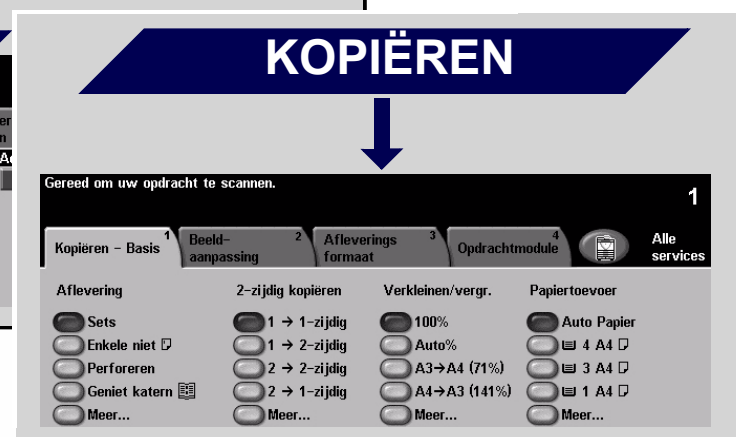 KOPIËREN
Gereed om uw opdracht te scannen.
1
Kopiëren – Basis 1
Beeld-
aanpassing 2
Afleverings
formaat 3
Opdrachtmodule 4
Alle
services
Aflevering
2-zijdig kopiëren
Verkleinen/vergr.
Papiertoevoer
Sets
1 → 1-zijdig
100%
Auto Papier
Enkele niet
1 → 2-zijdig
Auto%
4 A4
Perforeren
2 → 2-zijdig
A3→A4 (71%)
3 A4
Geniet katern
2 → 1-zijdig
A4→A3 (141%)
1 A4
Meer...
Meer...
Meer...
Meer...